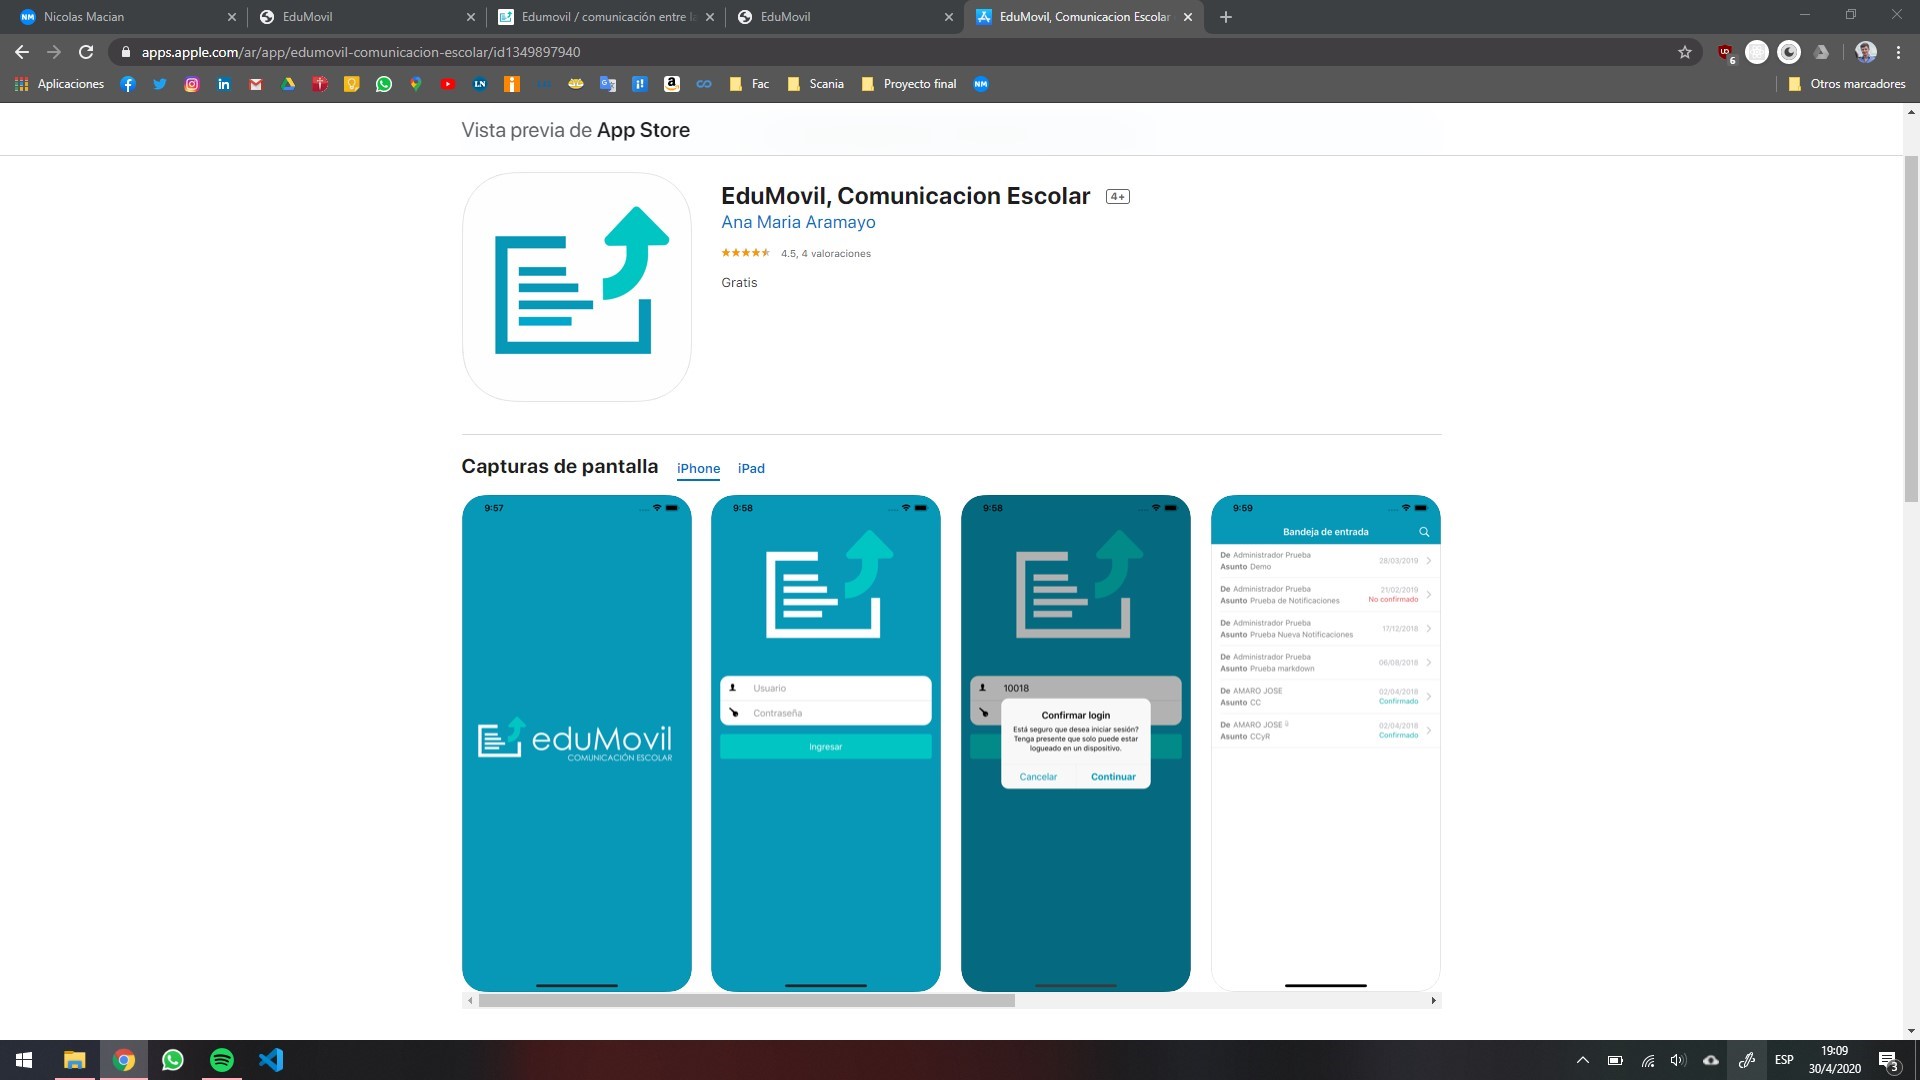 Nicolas Macian
EduMovil
Edumovil / comunicación entre la
EduMovil
EduMovil, Comunicacion Escolar
apps.apple.com/ar/app/edumovil-comunicacion-escolar/id1349897940
6
Aplicaciones
Fac
Scania
Proyecto final
Otros marcadores
Vista previa de App Store
EduMovil, Comunicacion Escolar 4+
Ana Maria Aramayo
4.5, 4 valoraciones
Gratis
Capturas de pantalla iPhone iPad
9:57
eduMovil
COMUNICACIÓN ESCOLAR
9:58
Usuario
Contraseña
Ingresar
9:58
10018
Confirmar login
Está seguro que desea iniciar sesión?
Tenga presente que solo puede estar
logueado en un dispositivo.
Cancelar Continuar
9:59
Bandeja de entrada
De Administrador Prueba
28/03/2019
Asunto Demo
De Administrador Prueba
21/02/2019
Asunto Prueba de Notificaciones
No confirmado
De Administrador Prueba
17/12/2018
Asunto Prueba Nueva Notificaciones
De Administrador Prueba
06/08/2018
Asunto Prueba markdown
De AMARO JOSE
02/04/2018
Asunto CC
Confirmado
De AMARO JOSE
02/04/2018
Asunto CCyR
Confirmado
ESP
19:09
30/4/2020
3